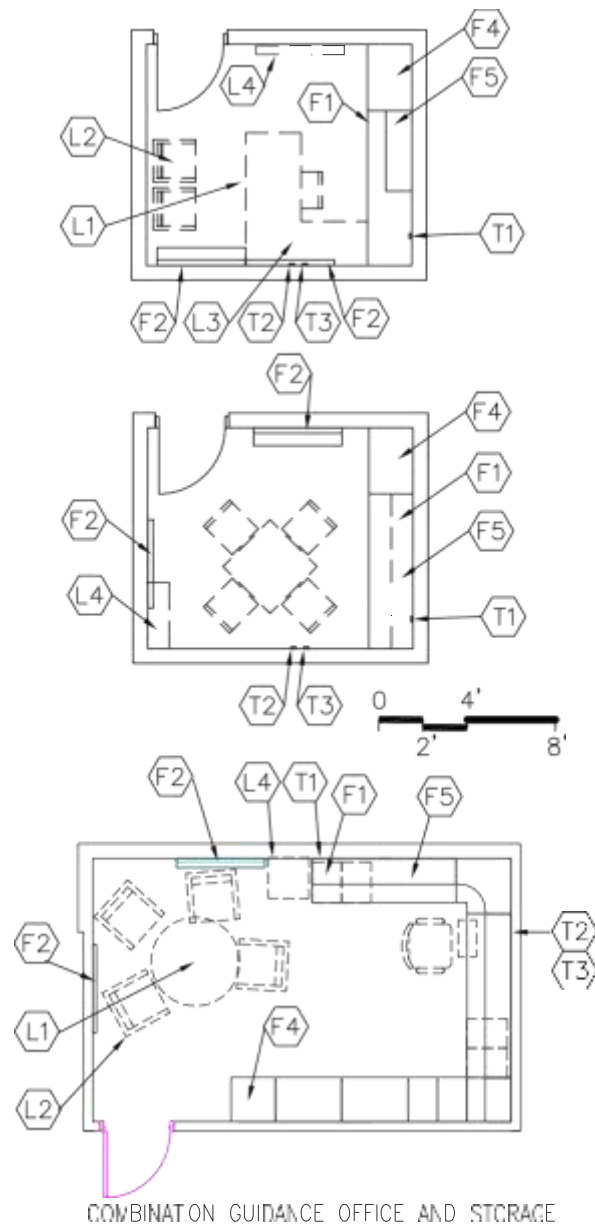 F4
L4
F1
F5
L2
L1
T1
F2 L3 T2 T3 F2
F2
F4
F1
F2
F5
L4
T1
T2 T3
0 4'
2' 8'
F2 L4 T1 F1 F5
T2
F2
T3
L1
F4
L2
COMBINATION GUIDANCE OFFICE AND STORAGE